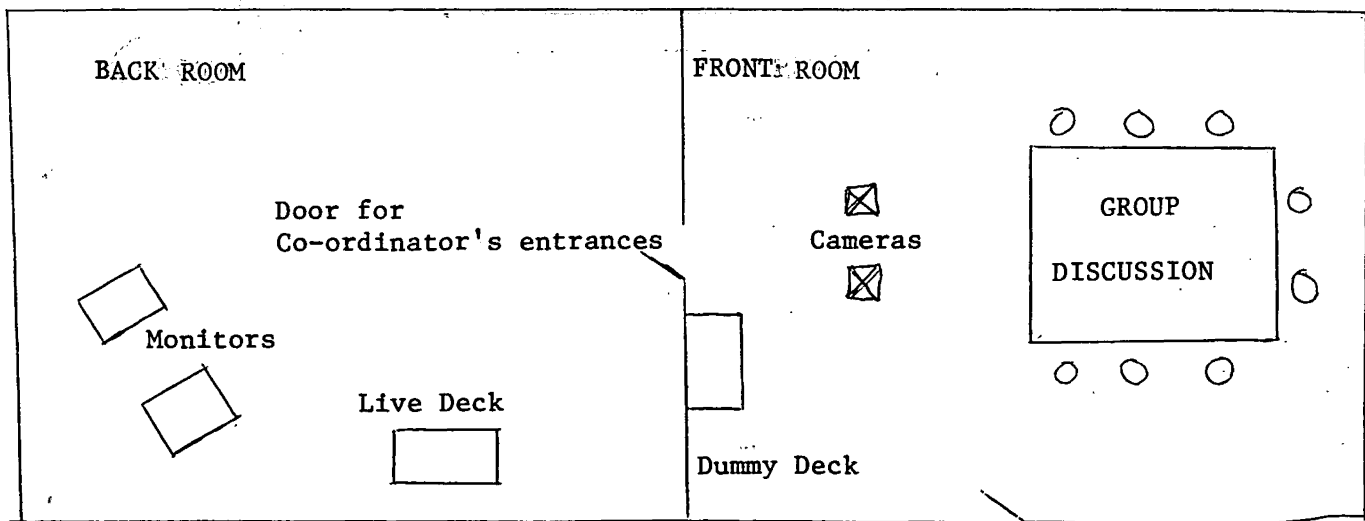 BACK ROOM
FRONT ROOM
Door for
Co-ordinator's entrances
Cameras
GROUP
DISCUSSION
Monitors
Live Deck
Dummy Deck